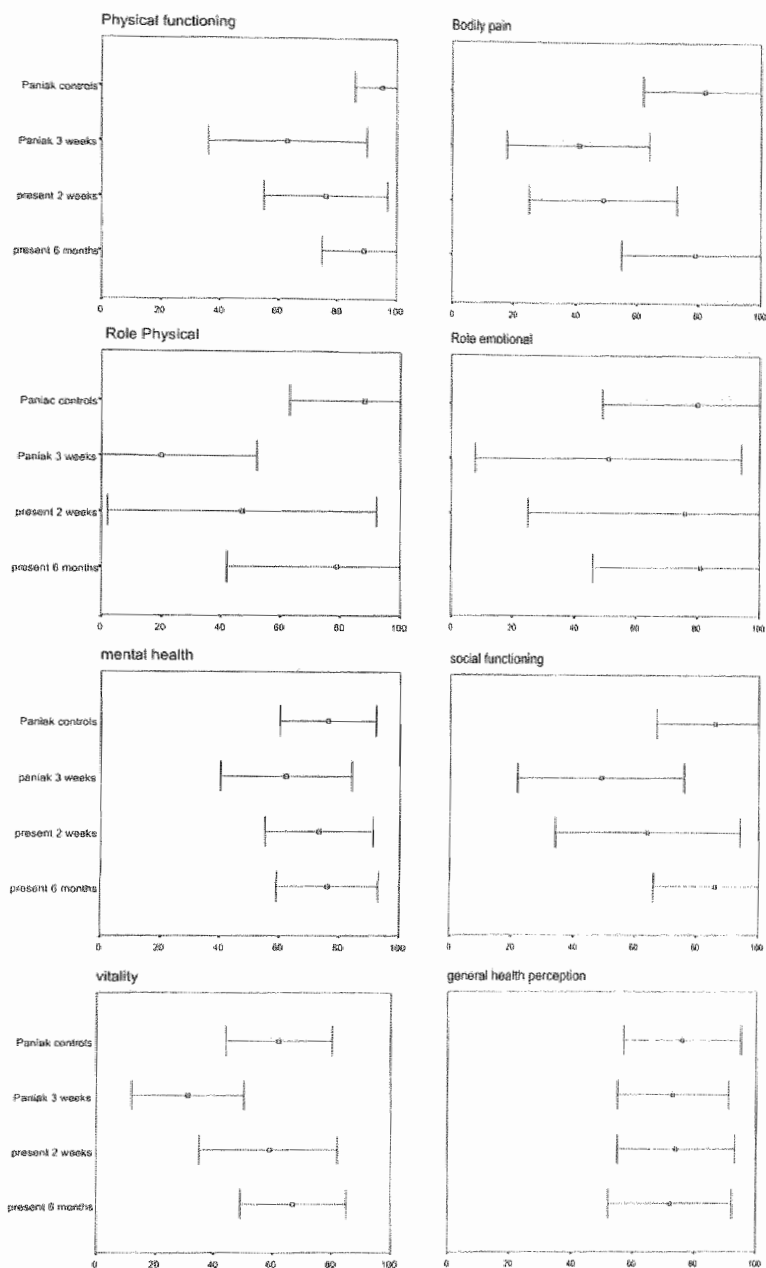 Physical functioning
Paniak controls
Paniak 3 weeks
present 2 weeks
present 6 months
0 20 40 60 80 100
Bodily pain
0 20 40 60 80 100
Role Physical
Paniac controls
Paniak 3 weeks
present 2 weeks
present 6 months
0 20 40 60 80 100
Role emotional
0 20 40 60 80 100
mental health
Paniak controls
paniak 3 weeks
present 2 weeks
present 6 months
0 20 40 60 80 100
social functioning
0 20 40 60 80 100
vitality
Paniak controls
Paniak 3 weeks
present 2 weeks
present 6 months
0 20 40 60 80 100
general health perception
0 20 40 60 80 100